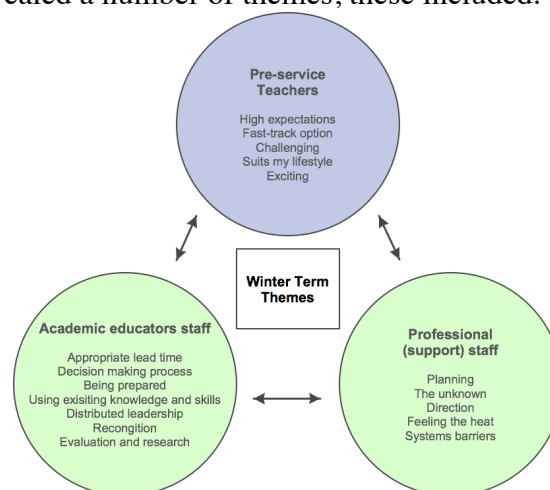 a number of themes, these included:
Pre-service
Teachers
High expectations
Fast-track option
Challenging
Suits my lifestyle
Exciting
Winter Term
Themes
Academic educators staff
Appropriate lead time
Decision making process
Being prepared
Using exisiting knowledge and skills
Distributed leadership
Recongition
Evaluation and research
Professional
(support) staff
Planning
The unknown
Direction
Feeling the heat
Systems barriers